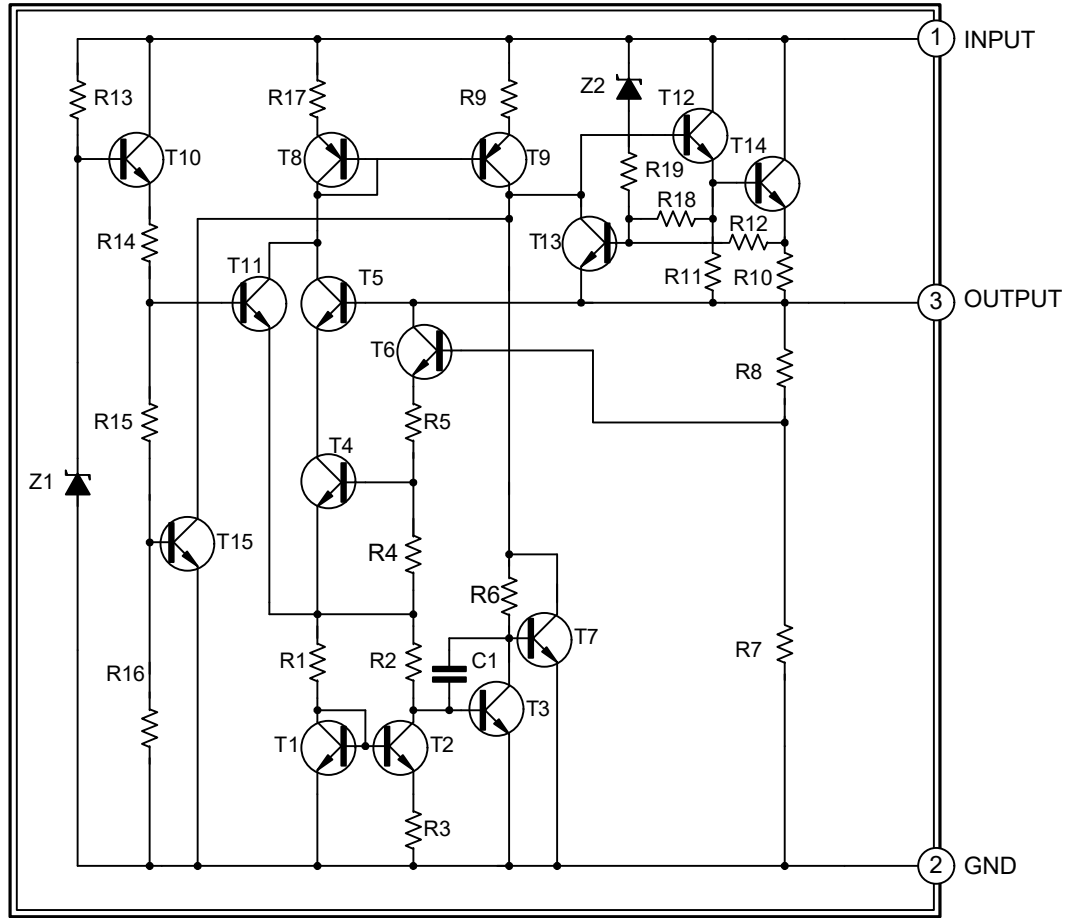 1 INPUT
Z2 T12
R13 R17 R9
T14
T10 T8 T9
R19
R18
R12
R14 T13
T11 T5 R11 R10
3 OUTPUT
T6
R8
R15 R5
T4
Z1
T15
R4
R6
T7
R1 R2 C1 R7
R16
T3
T1 T2
R3
2 GND